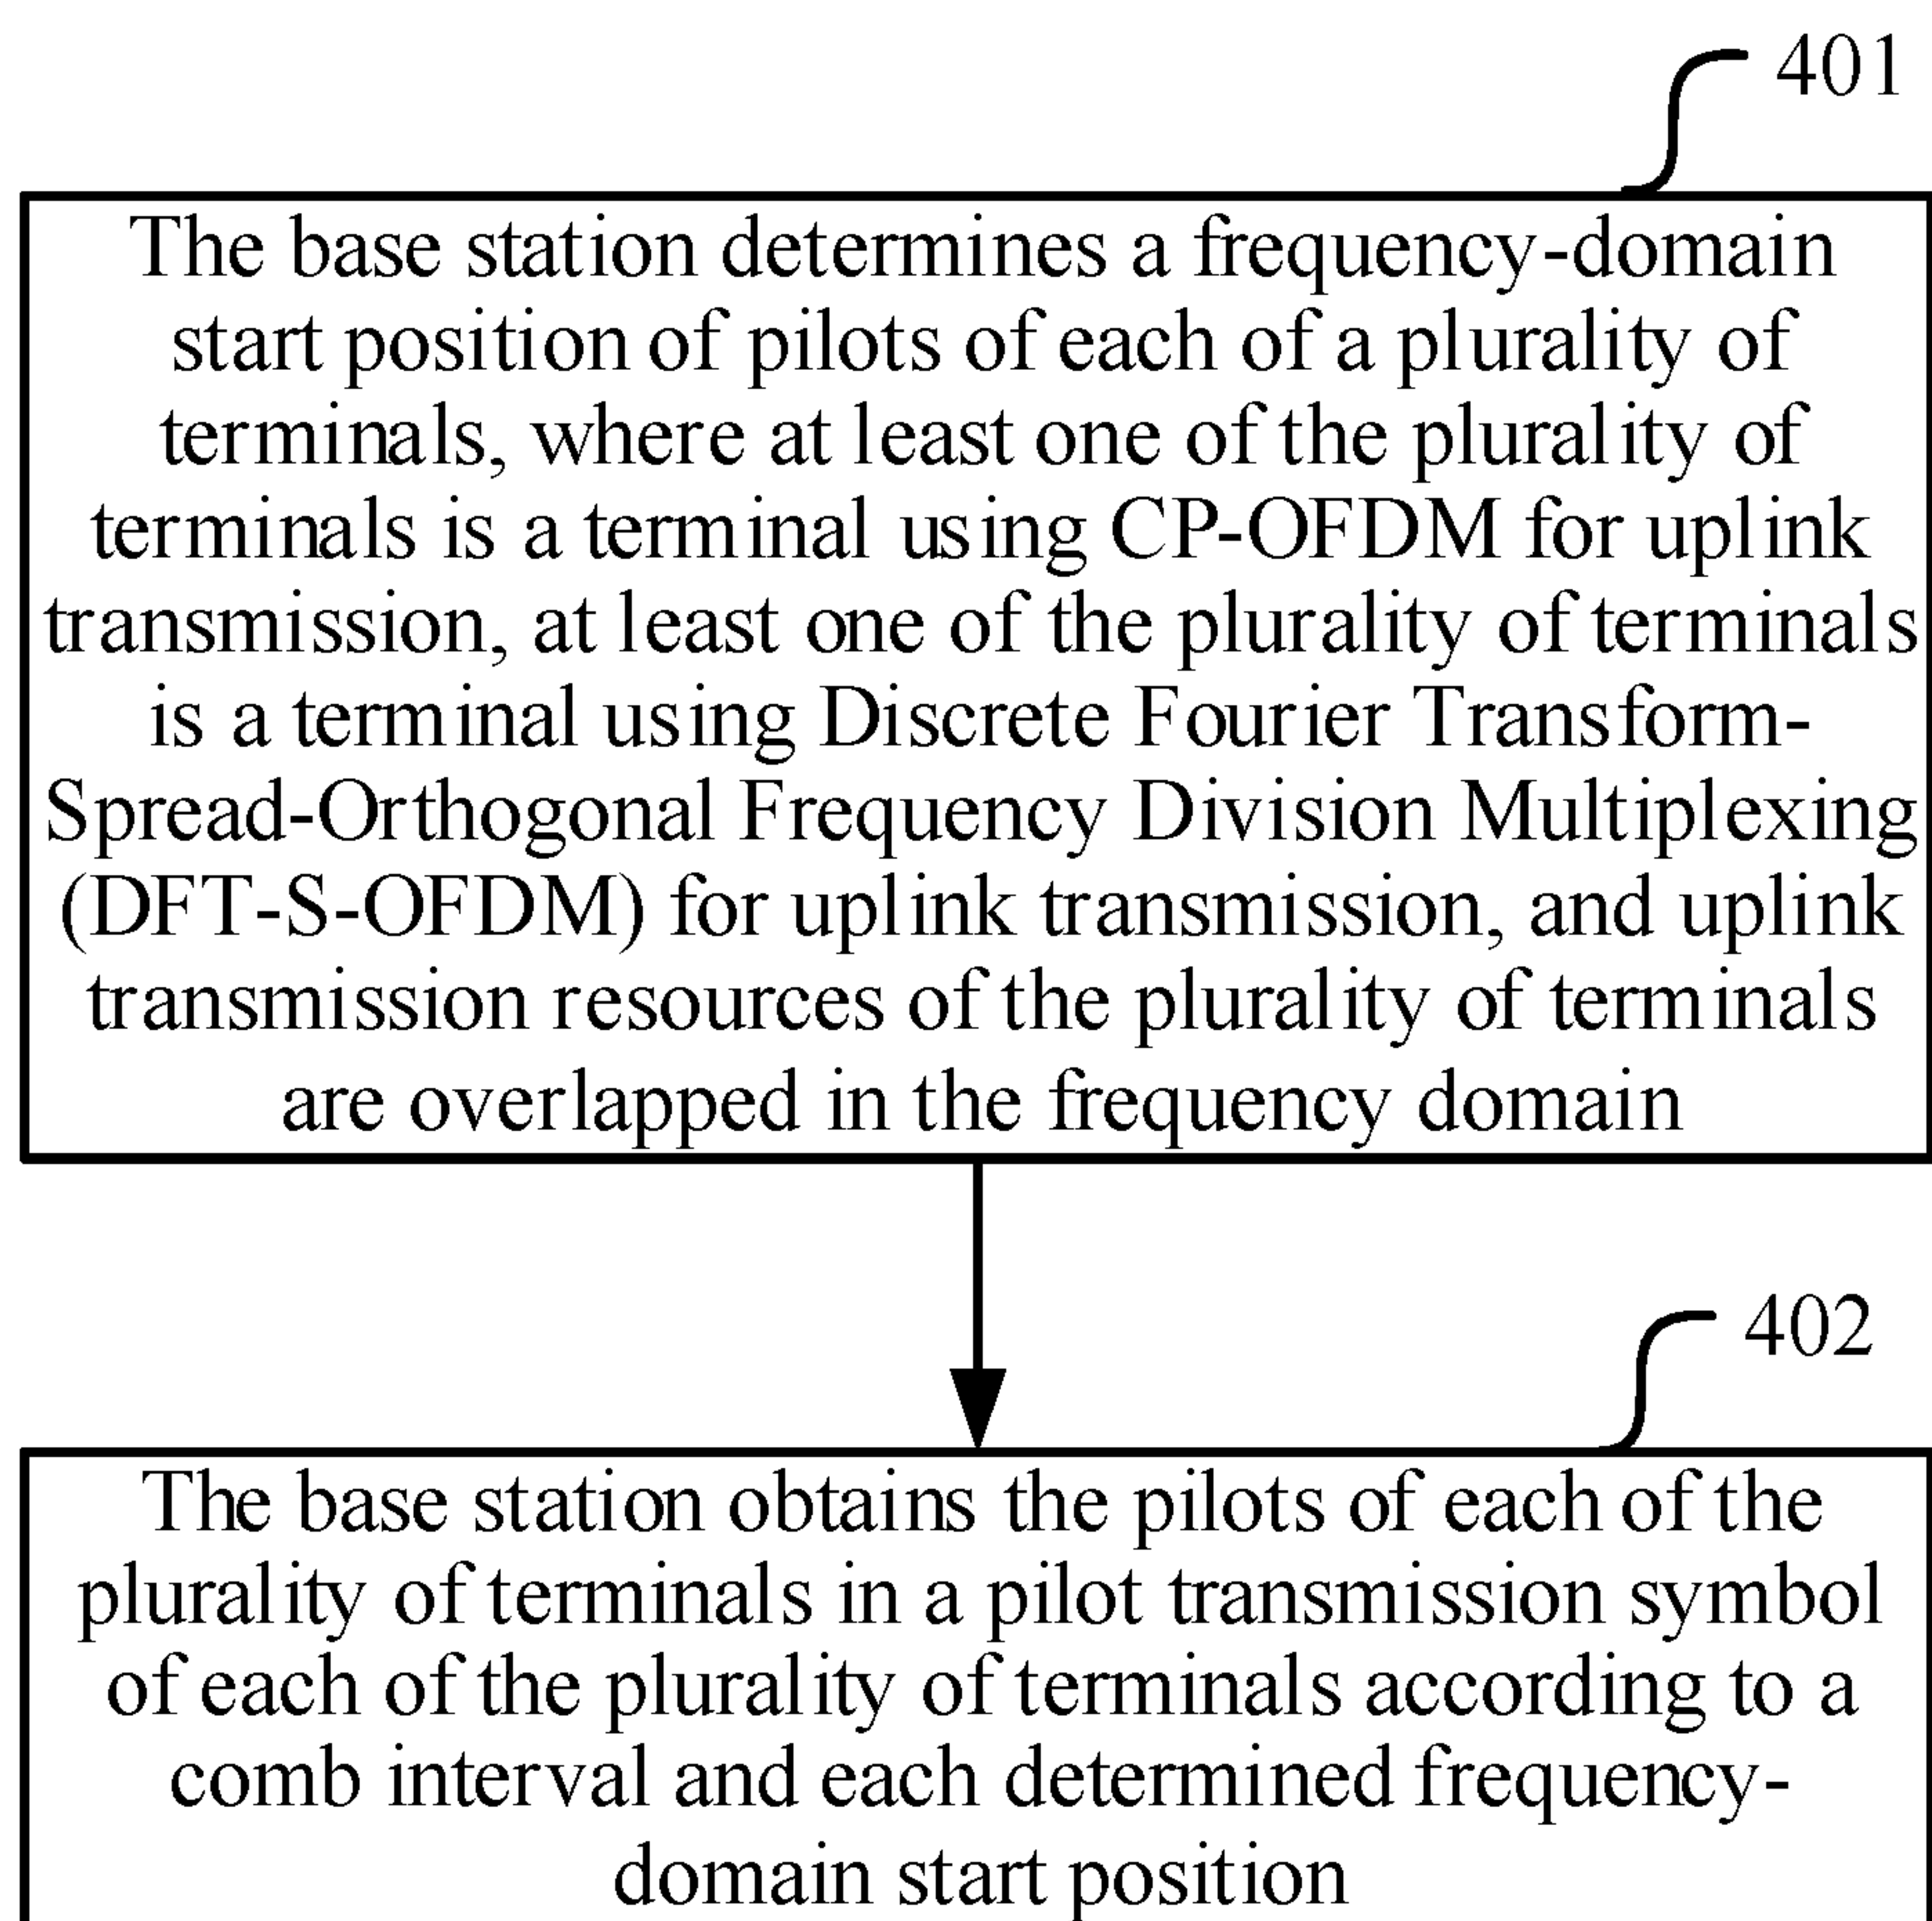 401
The base station determines a frequency-domain
start position of pilots of each of a plurality of
terminals, where at least one of the plurality of
terminals is a terminal using CP-OFDM for uplink
transmission, at least one of the plurality of terminals
is a terminal using Discrete Fourier Transform-
Spread-Orthogonal Frequency Division Multiplexing
(DFT-S-OFDM) for uplink transmission, and uplink
transmission resources of the plurality of terminals
are overlapped in the frequency domain
402
The base station obtains the pilots of each of the
plurality of terminals in a pilot transmission symbol
of each of the plurality of terminals according to a
comb interval and each determined frequency-
domain start position